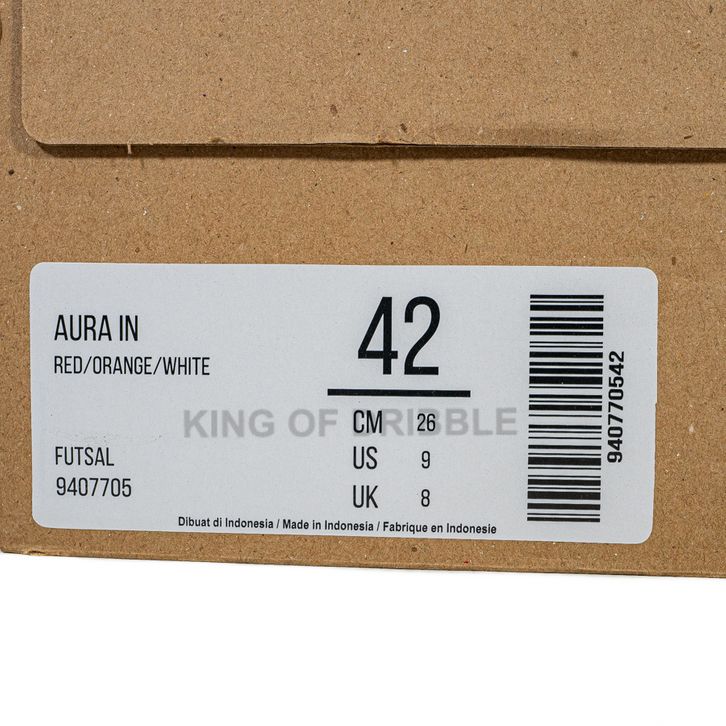 AURA IN
RED/ORANGE/WHITE
FUTSAL
9407705
42
CM 26
US 9
UK 8
KING OF DRIBBLE
940770542
Dibuat di Indonesia / Made in Indonesia / Fabrique en Indonesie